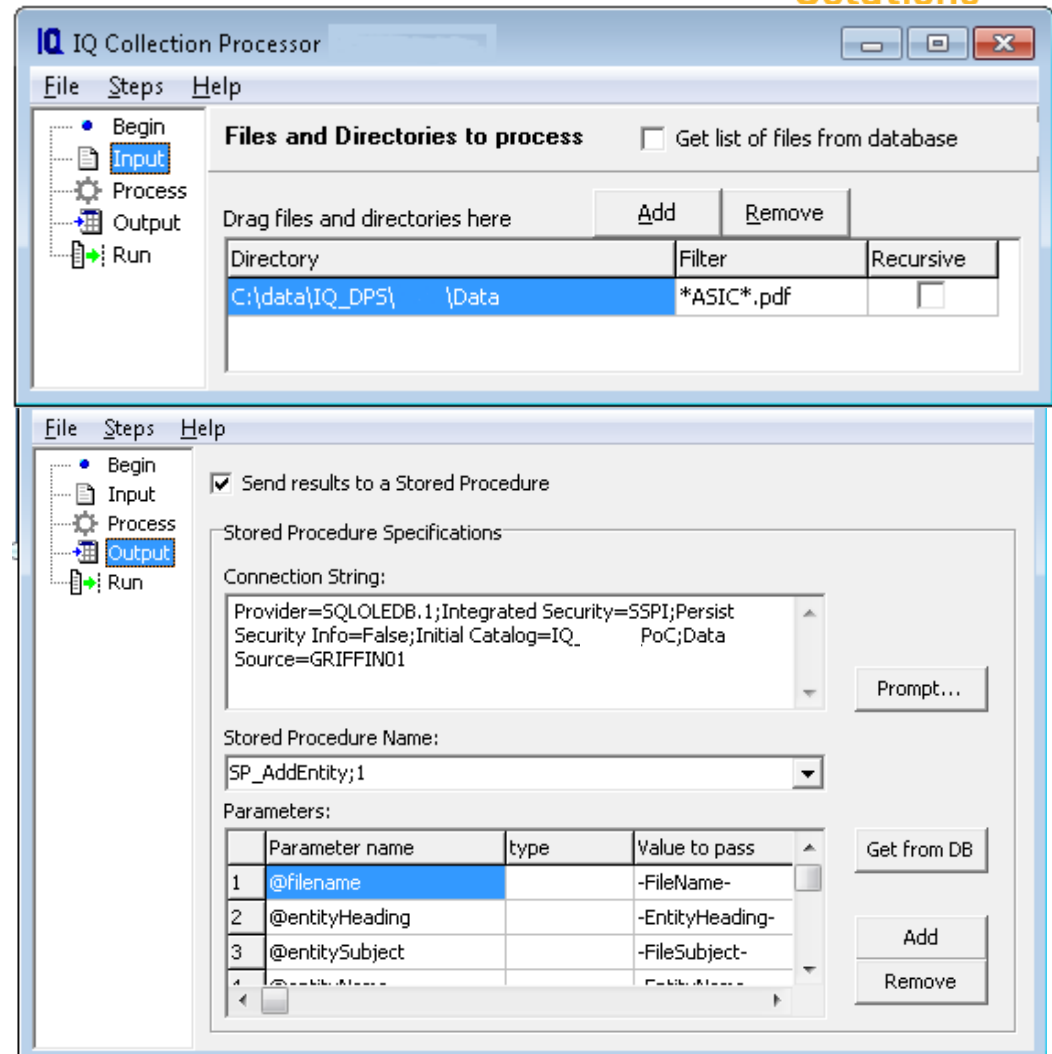 Solutions
IQ IQ Collection Processor
File Steps Help
Begin
Input
Process
Output
Run
Files and Directories to process
Get list of files from database
Drag files and directories here
Add
Remove
Directory Filter Recursive
C:\data\IQ_DPS\ \Data *ASIC*.pdf
File Steps Help
Begin
Input
Process
Output
Run
Send results to a Stored Procedure
Stored Procedure Specifications
Connection String:
Provider=SQLOLEDB.1;Integrated Security=SSPI;Persist
Security Info=False;Initial Catalog=IQ_ PoC;Data
Source=GRIFFIN01
Prompt...
Stored Procedure Name:
SP_AddEntity;1
Parameters:
Parameter name type Value to pass
1 @filename -FileName-
2 @entityHeading -EntityHeading-
3 @entitySubject -FileSubject-
Get from DB
Add
Remove